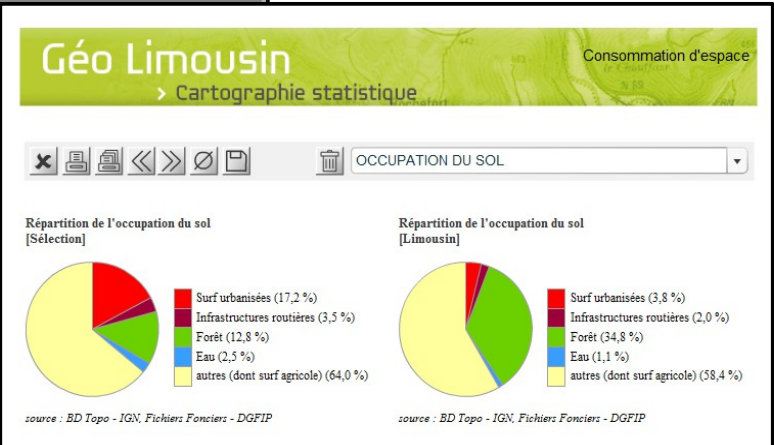 Géo Limousin
Consommation d'espace
> Cartographie statistique
Rochefort
OCCUPATION DU SOL
Répartition de l'occupation du sol
[Sélection]
Surf urbanisées (17,2 %)
Infrastructures routières (3,5 %)
Forêt (12,8 %)
Eau (2,5 %)
autres (dont surf agricole) (64,0 %)
source : BD Topo - IGN, Fichiers Fonciers - DGFIP
Répartition de l'occupation du sol
[Limousin]
Surf urbanisées (3,8 %)
Infrastructures routières (2,0 %)
Forêt (34,8 %)
Eau (1,1 %)
autres (dont surf agricole) (58,4 %)
source : BD Topo - IGN, Fichiers Fonciers - DGFIP